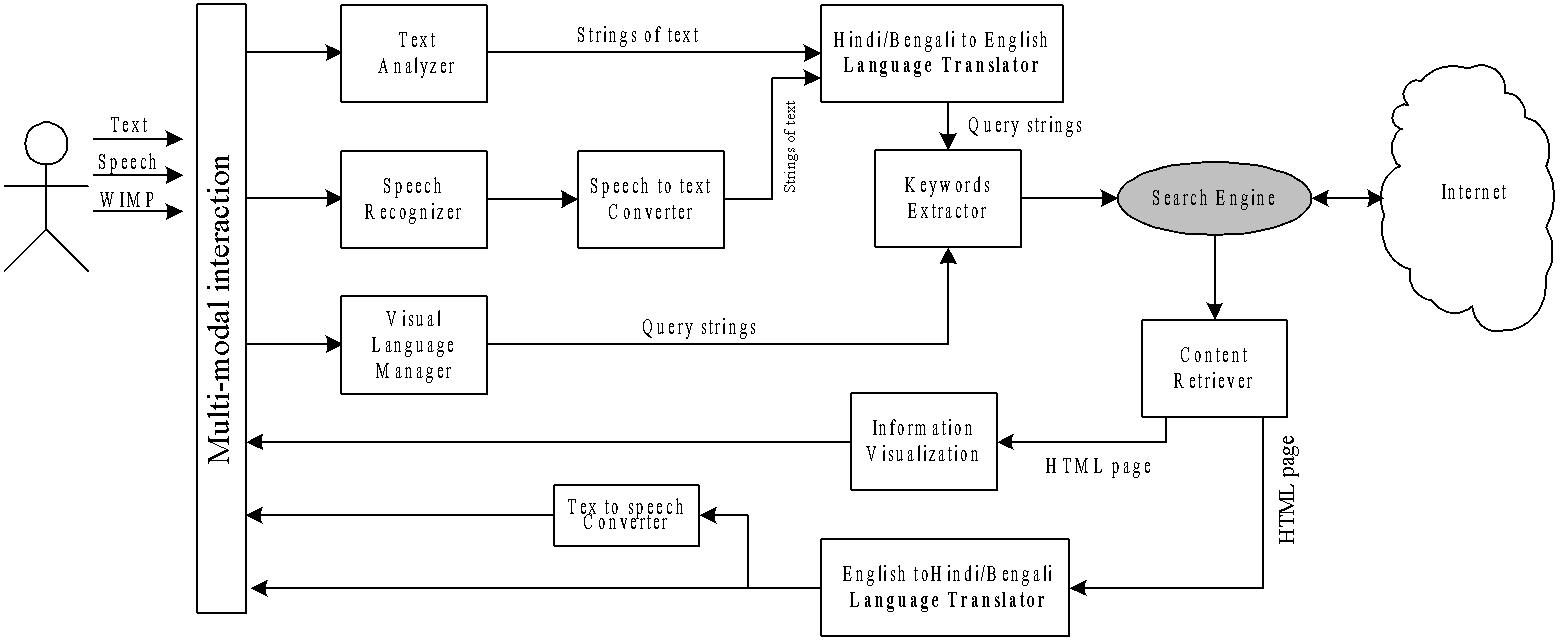 Text
Speech
WIMP
Multi-modal interaction
Text
Analyzer
Strings of text
Hindi/Bengali to English
Language Translator
Strings of text
Query strings
Speech
Recognizer
Speech to text
Converter
Keywords
Extractor
Search Engine
Internet
Visual
Language
Manager
Query strings
Content
Retriever
Information
Visualization
HTML page
HTML page
Tex to speech
Converter
English toHindi/Bengali
Language Translator